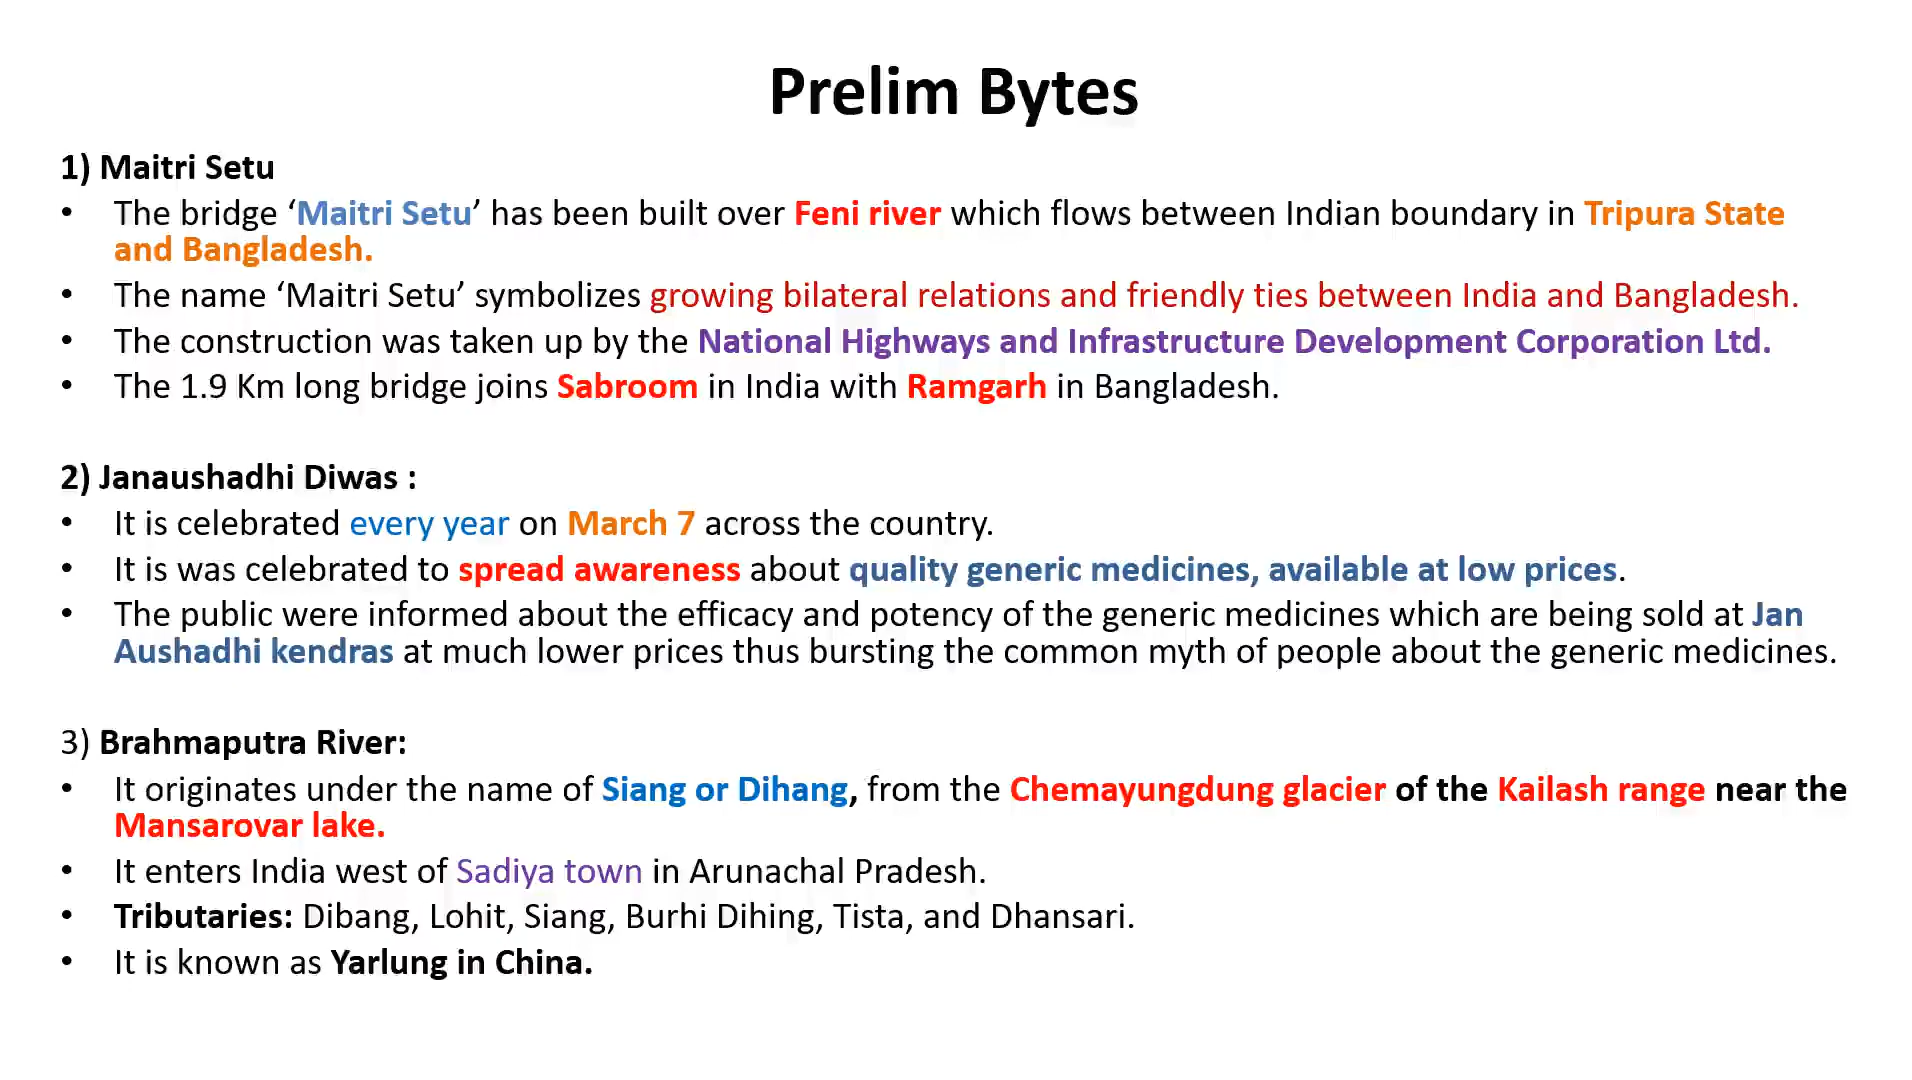 Prelim Bytes
1) Maitri Setu
• The bridge ‘Maitri Setu’ has been built over Feni river which flows between Indian boundary in Tripura State
and Bangladesh.
• The name ‘Maitri Setu’ symbolizes growing bilateral relations and friendly ties between India and Bangladesh.
• The construction was taken up by the National Highways and Infrastructure Development Corporation Ltd.
• The 1.9 Km long bridge joins Sabroom in India with Ramgarh in Bangladesh.
2) Janaushadhi Diwas :
• It is celebrated every year on March 7 across the country.
• It is was celebrated to spread awareness about quality generic medicines, available at low prices.
• The public were informed about the efficacy and potency of the generic medicines which are being sold at Jan
Aushadhi kendras at much lower prices thus bursting the common myth of people about the generic medicines.
3) Brahmaputra River:
• It originates under the name of Siang or Dihang, from the Chemayungdung glacier of the Kailash range near the
Mansarovar lake.
• It enters India west of Sadiya town in Arunachal Pradesh.
• Tributaries: Dibang, Lohit, Siang, Burhi Dihing, Tista, and Dhansari.
• It is known as Yarlung in China.